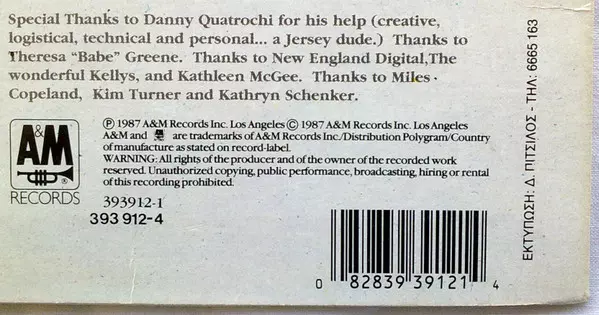 Special Thanks to Danny Quatrochi for his help (creative,
logistical, technical and personal... a Jersey dude.) Thanks to
Theresa “Babe” Greene. Thanks to New England Digital,The
wonderful Kellys, and Kathleen McGee. Thanks to Miles
Copeland, Kim Turner and Kathryn Schenker.
A&M
RECORDS
℗ 1987 A&M Records Inc. Los Angeles © 1987 A&M Records Inc. Los Angeles
A&M and are trademarks of A&M Records Inc./Distribution Polygram/Country
of manufacture as stated on record-label.
WARNING: All rights of the producer and of the owner of the recorded work
reserved. Unauthorized copying, public performance, broadcasting, hiring or rental
of this recording prohibited.
393912-1
393 912-4
0 82839 39121 4
ΕΚΤΥΠΩΣΗ: Δ. ΠΙΤΣΙΛΟΣ - ΤΗΛ: 6665 163